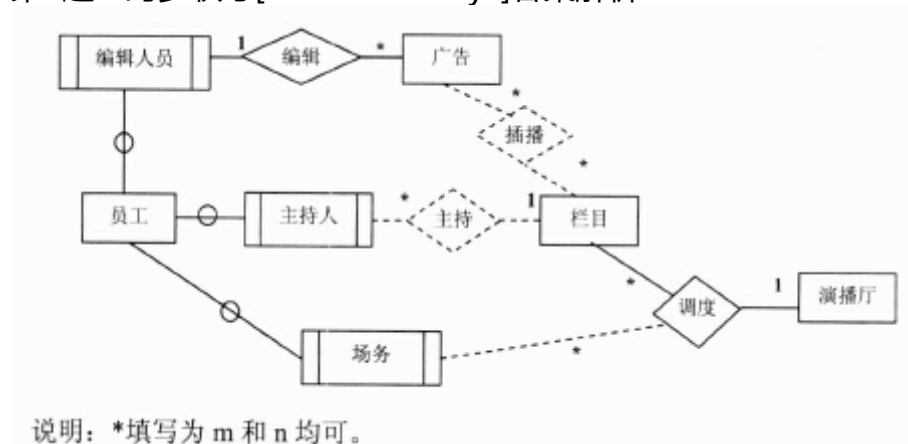 编辑人员 1 编辑 * 广告
*
插播
*
员工 主持人 * 主持 1 栏目
* 调度 1 演播厅
场务 *
说明：*填写为 m 和 n 均可。